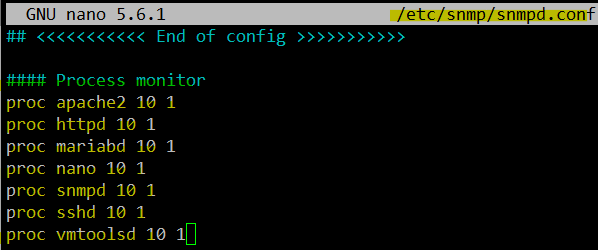 GNU nano 5.6.1 /etc/snmp/snmpd.conf
## <<<<<<<<<<< End of config >>>>>>>>>>>
#### Process monitor
proc apache2 10 1
proc httpd 10 1
proc mariabd 10 1
proc nano 10 1
proc snmpd 10 1
proc sshd 10 1
proc vmtoolsd 10 1